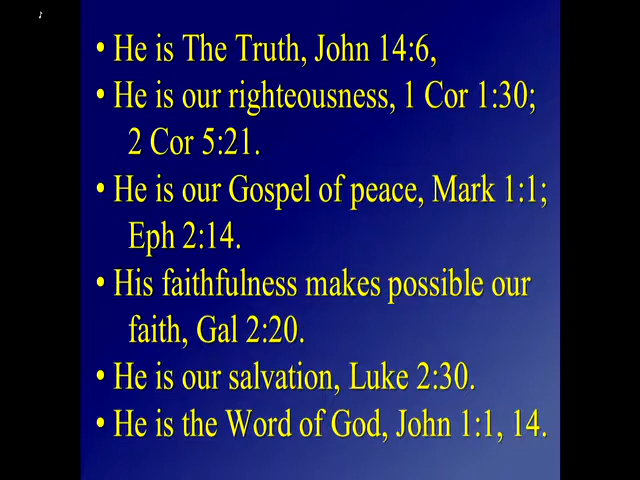 • He is The Truth, John 14:6,
• He is our righteousness, 1 Cor 1:30;
2 Cor 5:21.
• He is our Gospel of peace, Mark 1:1;
Eph 2:14.
• His faithfulness makes possible our
faith, Gal 2:20.
• He is our salvation, Luke 2:30.
• He is the Word of God, John 1:1, 14.